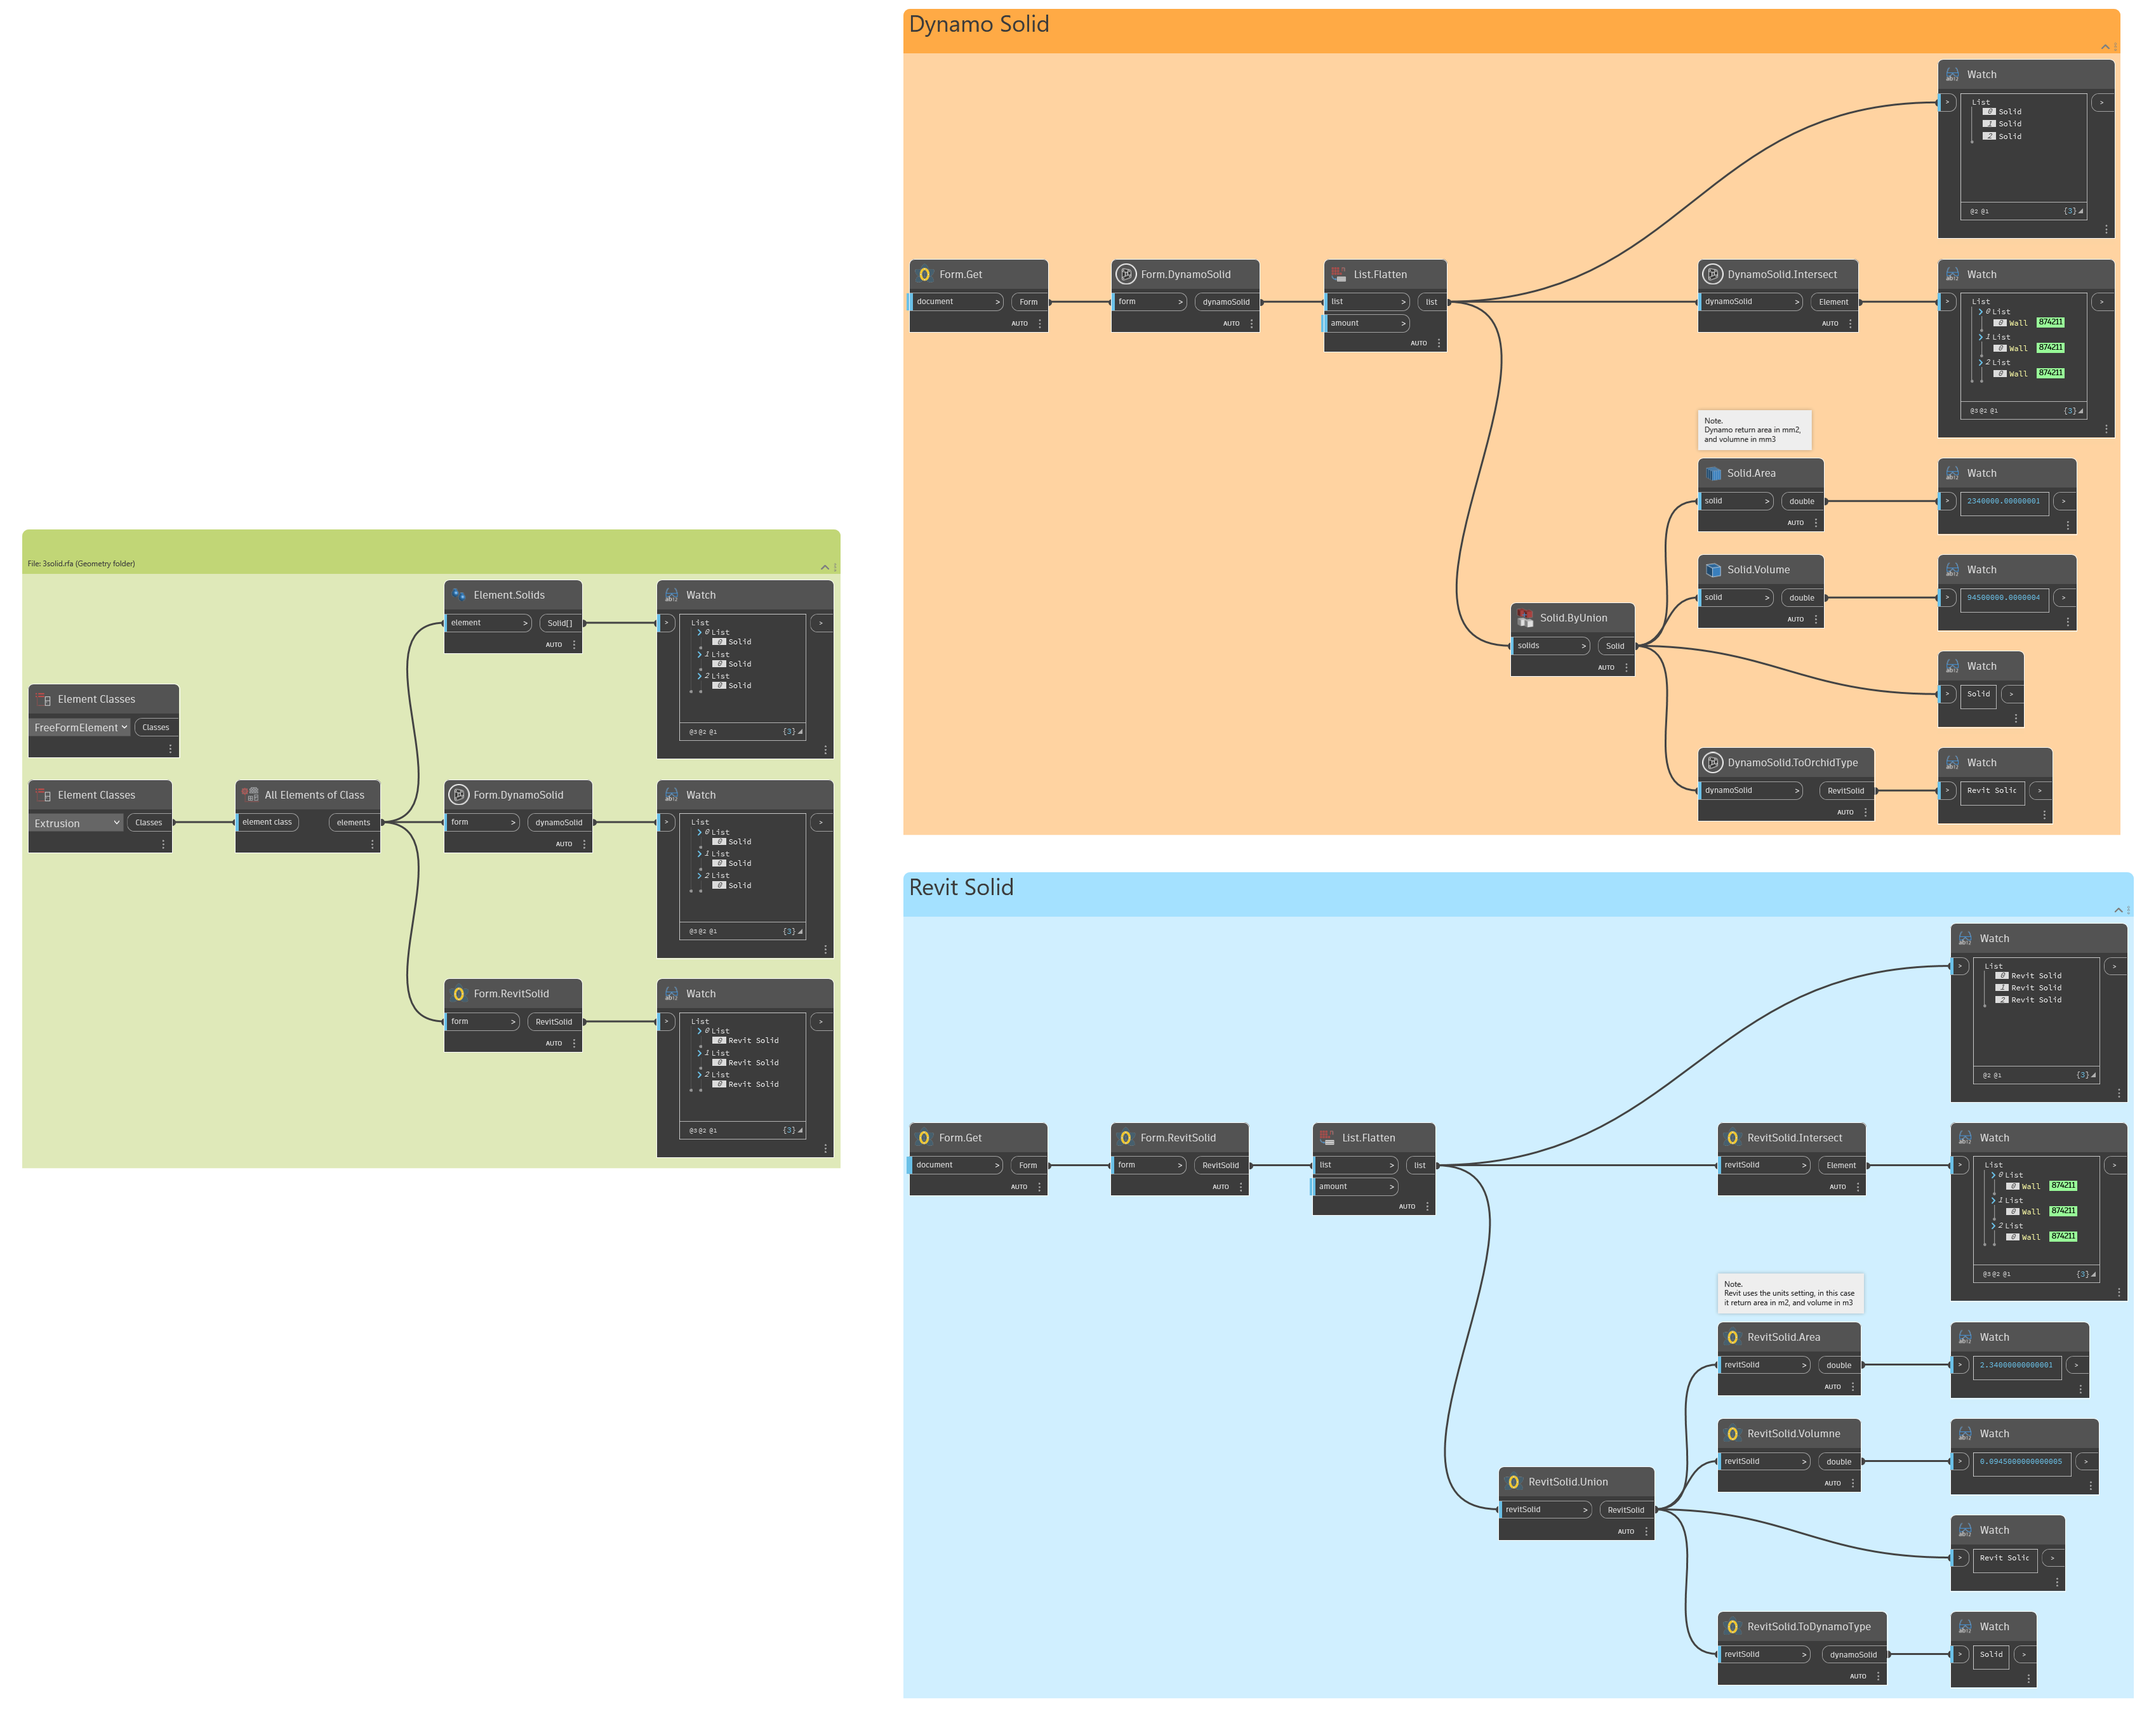 File: 3solid.rfa (Geometry folder)
Element Classes
FreeFormElement
Classes
Element Classes
Extrusion
Classes
All Elements of Class
element class
elements
Element.Solids
element >
Solid[]
AUTO
Watch
>
>
List
0 List
0 Solid
1 List
0 Solid
2 List
0 Solid
@3 @2 @1 {3}
Form.DynamoSolid
form >
dynamoSolid
AUTO
Watch
>
>
List
0 List
0 Solid
1 List
0 Solid
2 List
0 Solid
@3 @2 @1 {3}
Form.RevitSolid
form >
RevitSolid
AUTO
Watch
>
>
List
0 List
0 Revit Solid
1 List
0 Revit Solid
2 List
0 Revit Solid
@3 @2 @1 {3}
Dynamo Solid
Form.Get
document >
Form
AUTO
Form.DynamoSolid
form >
dynamoSolid
AUTO
List.Flatten
list >
list
amount >
AUTO
Watch
>
>
List
0 Solid
1 Solid
2 Solid
@2 @1 {3}
DynamoSolid.Intersect
dynamoSolid >
Element
AUTO
Watch
>
>
List
0 List
0 Wall 874211
1 List
0 Wall 874211
2 List
0 Wall 874211
@3 @2 @1 {3}
Note.
Dynamo return area in mm2,
and volumne in mm3
Solid.ByUnion
solids >
Solid
AUTO
Solid.Area
solid >
double
AUTO
Watch
>
2340000.00000001
>
Solid.Volume
solid >
double
AUTO
Watch
>
94500000.0000004
>
Watch
>
Solid
>
DynamoSolid.ToOrchidType
dynamoSolid >
RevitSolid
AUTO
Watch
>
Revit Solid
>
Revit Solid
Form.Get
document >
Form
AUTO
Form.RevitSolid
form >
RevitSolid
AUTO
List.Flatten
list >
list
amount >
AUTO
Watch
>
>
List
0 Revit Solid
1 Revit Solid
2 Revit Solid
@2 @1 {3}
RevitSolid.Intersect
revitSolid >
Element
AUTO
Watch
>
>
List
0 List
0 Wall 874211
1 List
0 Wall 874211
2 List
0 Wall 874211
@3 @2 @1 {3}
Note.
Revit uses the units setting, in this case
it return area in m2, and volume in m3
RevitSolid.Union
revitSolid >
RevitSolid
AUTO
RevitSolid.Area
revitSolid >
double
AUTO
Watch
>
2.34000000000001
>
RevitSolid.Volumne
revitSolid >
double
AUTO
Watch
>
0.0945000000000005
>
Watch
>
Revit Solid
>
RevitSolid.ToDynamoType
revitSolid >
dynamoSolid
AUTO
Watch
>
Solid
>